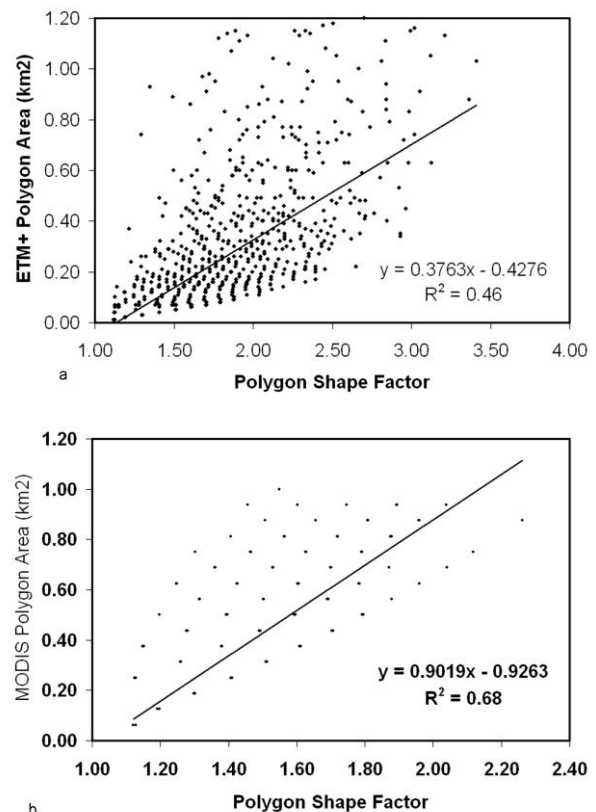 1.20
1.00
0.80
0.60
0.40
0.20
0.00
ETM+ Polygon Area (km2)
y = 0.3763x - 0.4276
R² = 0.46
1.00 1.50 2.00 2.50 3.00 3.50 4.00
a
Polygon Shape Factor
1.20
1.00
0.80
0.60
0.40
0.20
0.00
MODIS Polygon Area (km2)
y = 0.9019x - 0.9263
R² = 0.68
1.00 1.20 1.40 1.60 1.80 2.00 2.20 2.40
b
Polygon Shape Factor